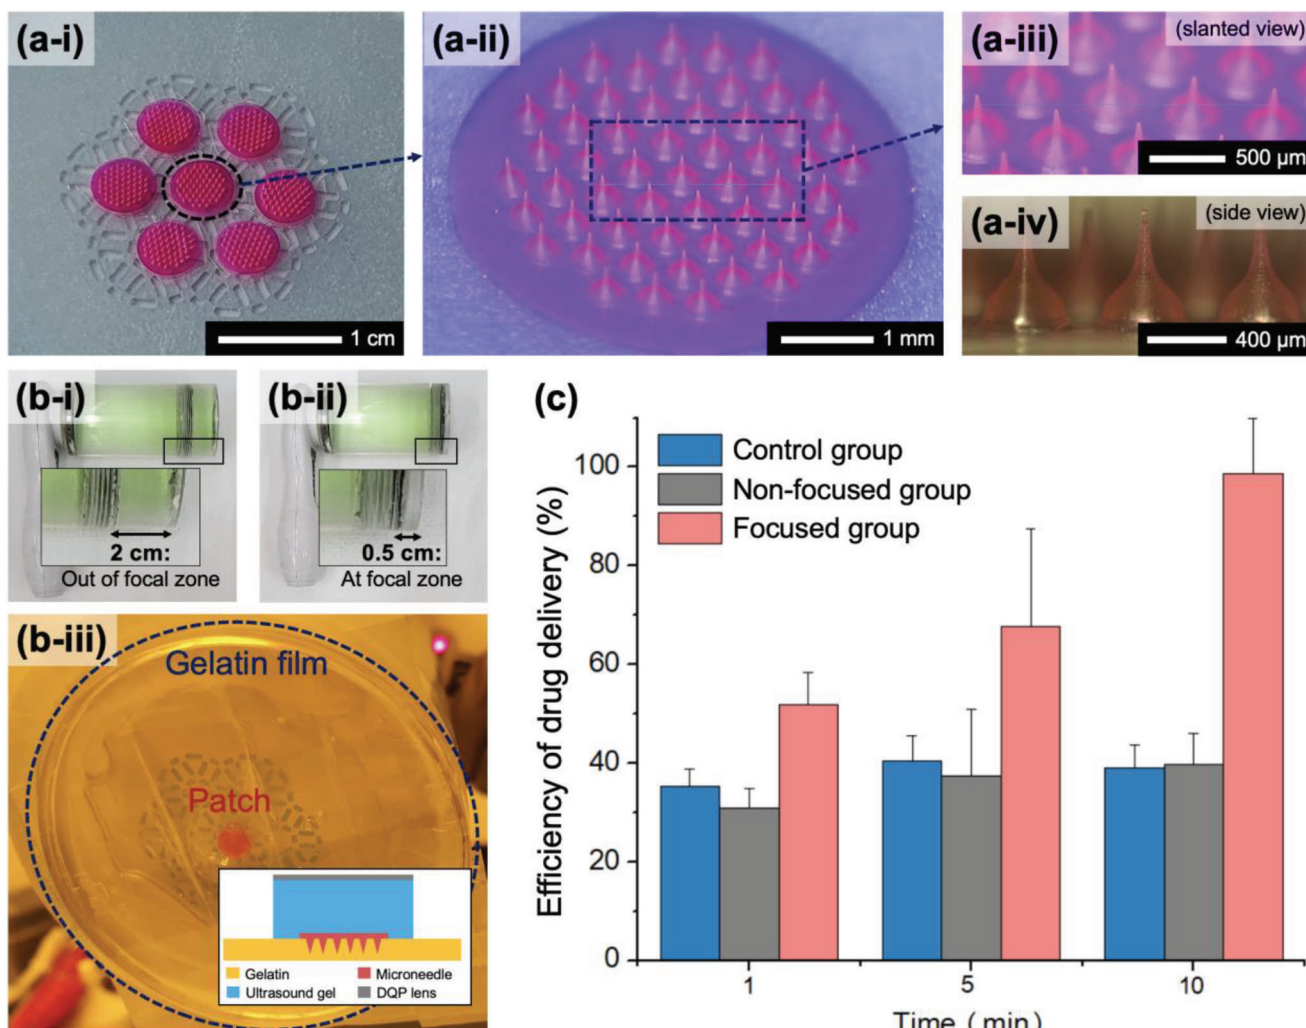 (a-i)
1 cm
(a-ii)
1 mm
(a-iii)
(slanted view)
500 µm
(a-iv)
(side view)
400 µm
(b-i)
2 cm:
Out of focal zone
(b-ii)
0.5 cm:
At focal zone
(b-iii)
Gelatin film
Patch
Gelatin
Microneedle
Ultrasound gel
DQP lens
(c)
Control group
Non-focused group
Focused group
Efficiency of drug delivery (%)
100
80
60
40
20
0
1
5
10
Time (min)